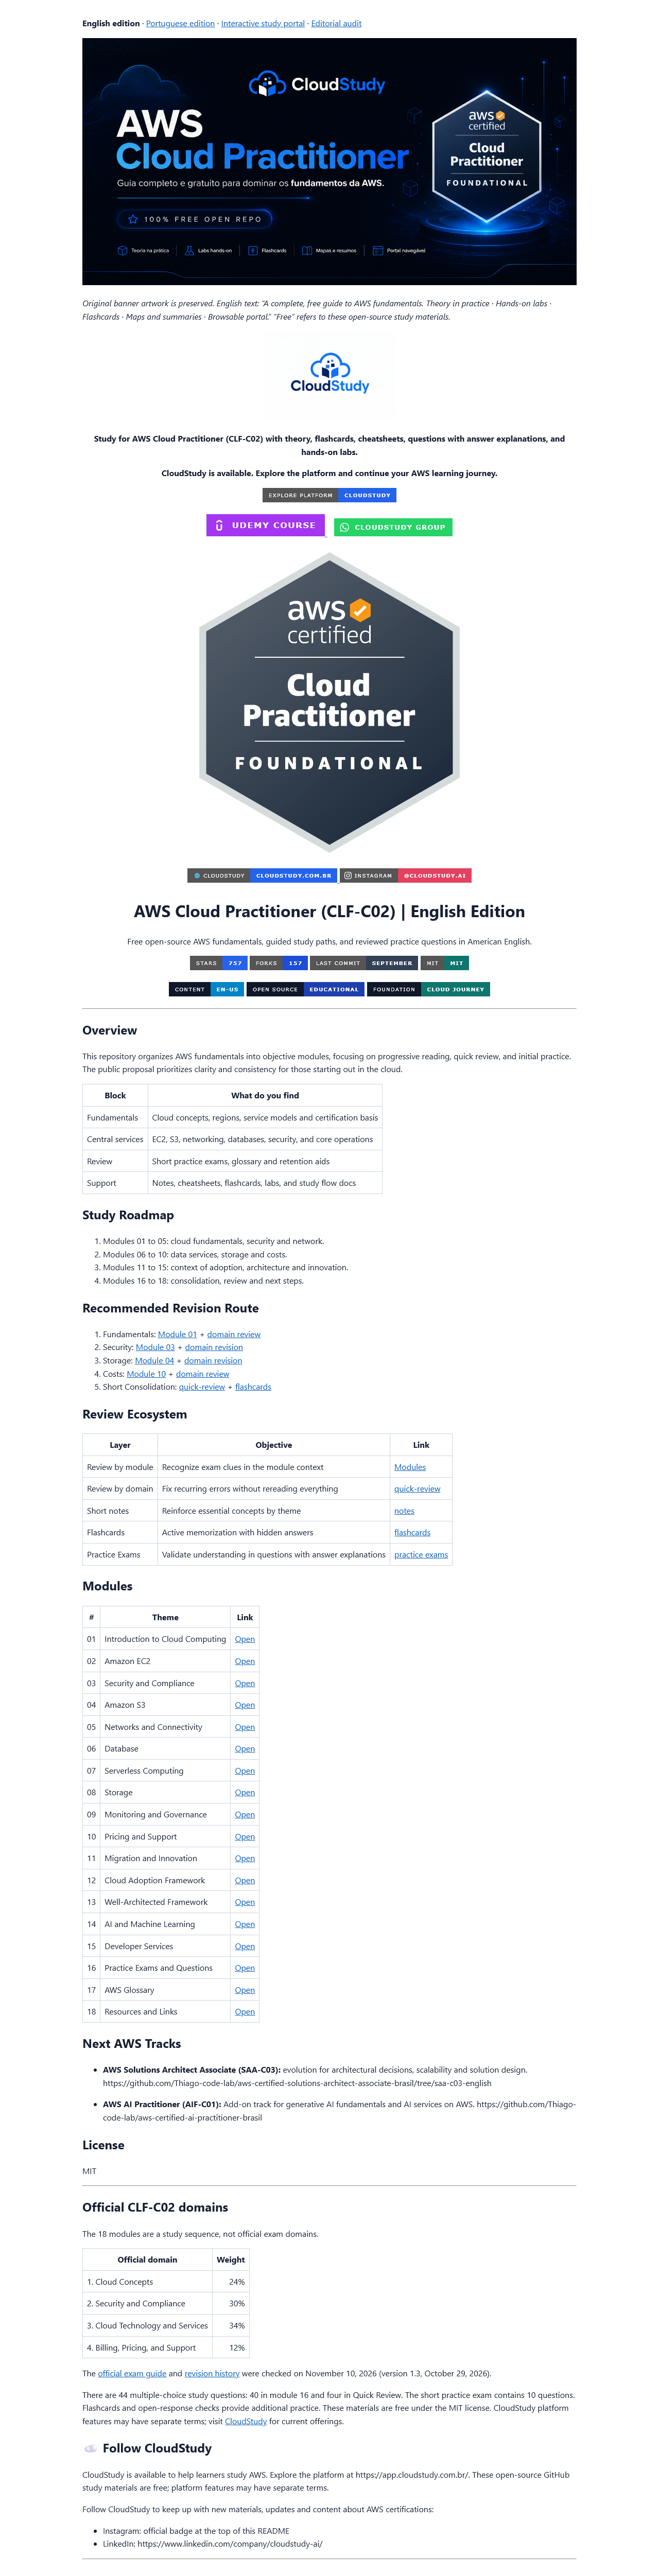 English edition · Portuguese edition · Interactive study portal · Editorial audit
CloudStudy
AWS
Cloud Practitioner
Guia completo e gratuito para dominar os fundamentos da AWS.
100% FREE OPEN REPO
Teoria na prática
Labs hands-on
Flashcards
Mapas e resumos
Portal navegável
aws
certified
Cloud
Practitioner
FOUNDATIONAL
Original banner artwork is preserved. English text: "A complete, free guide to AWS fundamentals. Theory in practice · Hands-on labs ·
Flashcards · Maps and summaries · Browsable portal." "Free" refers to these open-source study materials.
CloudStudy
Study for AWS Cloud Practitioner (CLF-C02) with theory, flashcards, cheatsheets, questions with answer explanations, and
hands-on labs.
CloudStudy is available. Explore the platform and continue your AWS learning journey.
EXPLORE PLATFORM CLOUDSTUDY
UDEMY COURSE CLOUDSTUDY GROUP
aws
certified
Cloud
Practitioner
FOUNDATIONAL
CLOUDSTUDY CLOUDSTUDY.COM.BR INSTAGRAM @CLOUDSTUDY.AI
AWS Cloud Practitioner (CLF-C02) | English Edition
Free open-source AWS fundamentals, guided study paths, and reviewed practice questions in American English.
STARS 757 FORKS 157 LAST COMMIT SEPTEMBER MIT MIT
CONTENT EN-US OPEN SOURCE EDUCATIONAL FOUNDATION CLOUD JOURNEY
Overview
This repository organizes AWS fundamentals into objective modules, focusing on progressive reading, quick review, and initial practice.
The public proposal prioritizes clarity and consistency for those starting out in the cloud.
Block What do you find
Fundamentals Cloud concepts, regions, service models and certification basis
Central services EC2, S3, networking, databases, security, and core operations
Review Short practice exams, glossary and retention aids
Support Notes, cheatsheets, flashcards, labs, and study flow docs
Study Roadmap
1. Modules 01 to 05: cloud fundamentals, security and network.
2. Modules 06 to 10: data services, storage and costs.
3. Modules 11 to 15: context of adoption, architecture and innovation.
4. Modules 16 to 18: consolidation, review and next steps.
Recommended Revision Route
1. Fundamentals: Module 01 + domain review
2. Security: Module 03 + domain revision
3. Storage: Module 04 + domain revision
4. Costs: Module 10 + domain review
5. Short Consolidation: quick-review + flashcards
Review Ecosystem
Layer Objective Link
Review by module Recognize exam clues in the module context Modules
Review by domain Fix recurring errors without rereading everything quick-review
Short notes Reinforce essential concepts by theme notes
Flashcards Active memorization with hidden answers flashcards
Practice Exams Validate understanding in questions with answer explanations practice exams
Modules
# Theme Link
01 Introduction to Cloud Computing Open
02 Amazon EC2 Open
03 Security and Compliance Open
04 Amazon S3 Open
05 Networks and Connectivity Open
06 Database Open
07 Serverless Computing Open
08 Storage Open
09 Monitoring and Governance Open
10 Pricing and Support Open
11 Migration and Innovation Open
12 Cloud Adoption Framework Open
13 Well-Architected Framework Open
14 AI and Machine Learning Open
15 Developer Services Open
16 Practice Exams and Questions Open
17 AWS Glossary Open
18 Resources and Links Open
Next AWS Tracks
• AWS Solutions Architect Associate (SAA-C03): evolution for architectural decisions, scalability and solution design.
https://github.com/Thiago-code-lab/aws-certified-solutions-architect-associate-brasil/tree/saa-c03-english
• AWS AI Practitioner (AIF-C01): Add-on track for generative AI fundamentals and AI services on AWS. https://github.com/Thiago-
code-lab/aws-certified-ai-practitioner-brasil
License
MIT
Official CLF-C02 domains
The 18 modules are a study sequence, not official exam domains.
Official domain Weight
1. Cloud Concepts 24%
2. Security and Compliance 30%
3. Cloud Technology and Services 34%
4. Billing, Pricing, and Support 12%
The official exam guide and revision history were checked on November 10, 2026 (version 1.3, October 29, 2026).
There are 44 multiple-choice study questions: 40 in module 16 and four in Quick Review. The short practice exam contains 10 questions.
Flashcards and open-response checks provide additional practice. These materials are free under the MIT license. CloudStudy platform
features may have separate terms; visit CloudStudy for current offerings.
Follow CloudStudy
CloudStudy is available to help learners study AWS. Explore the platform at https://app.cloudstudy.com.br/. These open-source GitHub
study materials are free; platform features may have separate terms.
Follow CloudStudy to keep up with new materials, updates and content about AWS certifications:
• Instagram: official badge at the top of this README
• LinkedIn: https://www.linkedin.com/company/cloudstudy-ai/